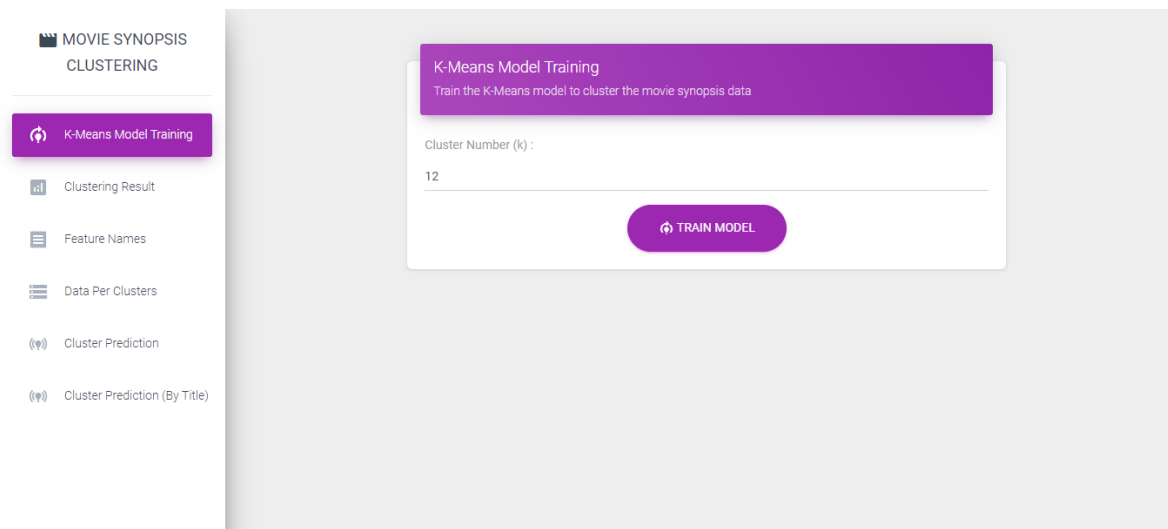 MOVIE SYNOPSIS
CLUSTERING
K-Means Model Training
Clustering Result
Feature Names
Data Per Clusters
Cluster Prediction
Cluster Prediction (By Title)
K-Means Model Training
Train the K-Means model to cluster the movie synopsis data
Cluster Number (k) :
12
TRAIN MODEL